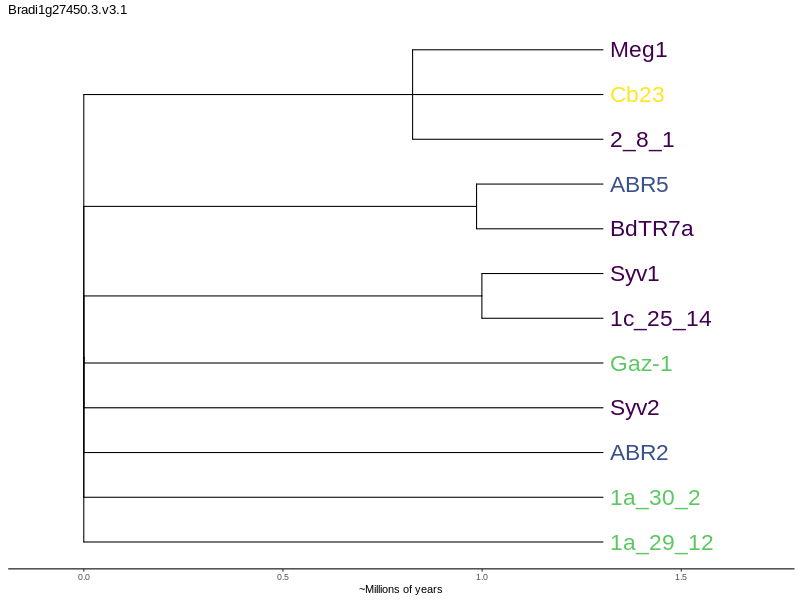 Bradi1g27450.3.v3.1
Meg1
Cb23
2_8_1
ABR5
BdTR7a
Syv1
1c_25_14
Gaz-1
Syv2
ABR2
1a_30_2
1a_29_12
0.0 0.5 1.0 1.5
~Millions of years